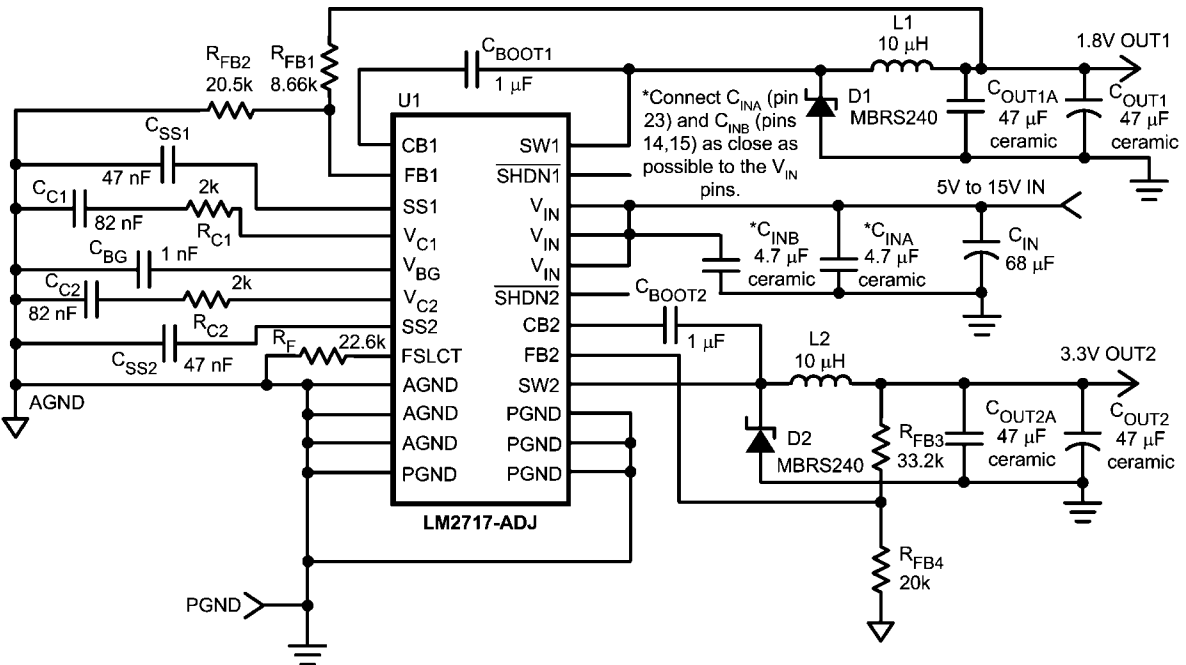 L1
10 μH
1.8V OUT1
CBOOT1
1 μF
RFB2
20.5k
RFB1
8.66k
U1
*Connect CINA (pin
23) and CINB (pins
14,15) as close as
possible to the VIN
pins.
D1
MBRS240
COUT1A
47 μF
ceramic
COUT1
47 μF
ceramic
CSS1
47 nF
CC1
82 nF
2k
RC1
CBG
1 nF
CC2
82 nF
2k
RC2
CSS2
47 nF
RF
22.6k
AGND
CB1
FB1
SS1
VC1
VBG
VC2
SS2
FSLCT
AGND
AGND
AGND
PGND
SW1
SHDN1
VIN
VIN
VIN
SHDN2
CB2
FB2
SW2
PGND
PGND
PGND
LM2717-ADJ
5V to 15V IN
*CINB
4.7 μF
ceramic
*CINA
4.7 μF
ceramic
CIN
68 μF
CBOOT2
1 μF
L2
10 μH
3.3V OUT2
D2
MBRS240
RFB3
33.2k
COUT2A
47 μF
ceramic
COUT2
47 μF
ceramic
RFB4
20k
PGND